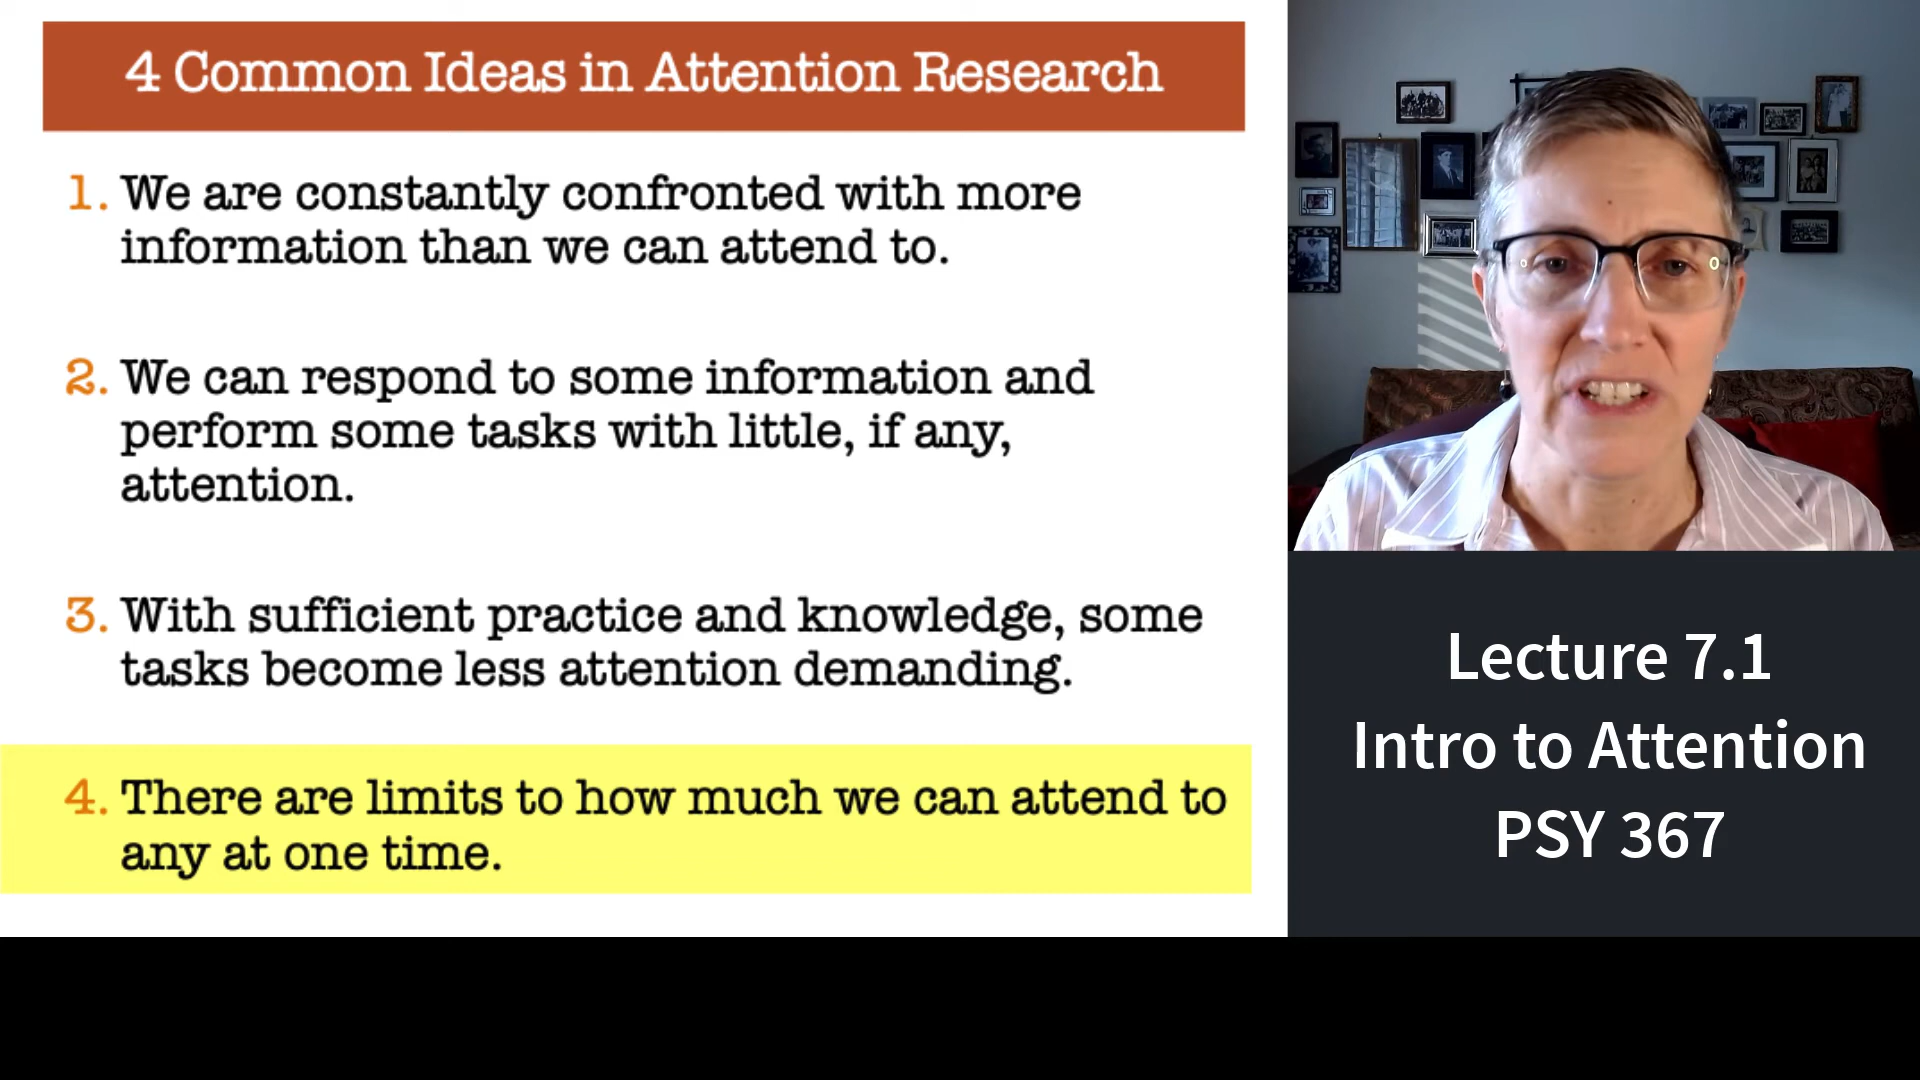 4 Common Ideas in Attention Research
1. We are constantly confronted with more
information than we can attend to.
2. We can respond to some information and
perform some tasks with little, if any,
attention.
3. With sufficient practice and knowledge, some
tasks become less attention demanding.
4. There are limits to how much we can attend to
any at one time.
Lecture 7.1
Intro to Attention
PSY 367